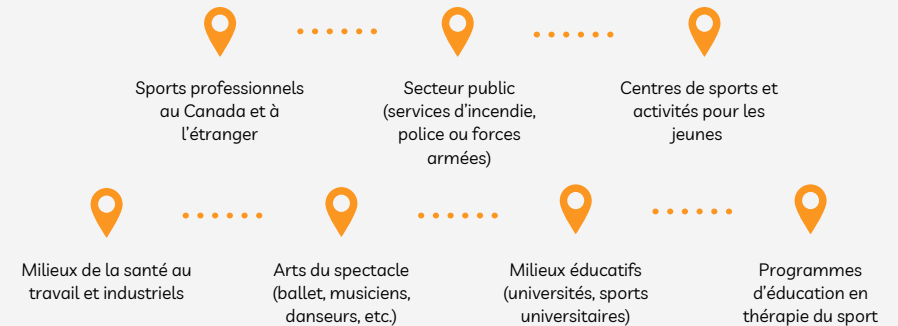 Sports professionnels
au Canada et à
l'étranger
Secteur public
(services d'incendie,
police ou forces
armées)
Centres de sports et
activités pour les
jeunes
Milieux de la santé au
travail et industriels
Arts du spectacle
(ballet, musiciens,
danseurs, etc.)
Milieux éducatifs
(universités, sports
universitaires)
Programmes
d'éducation en
thérapie du sport